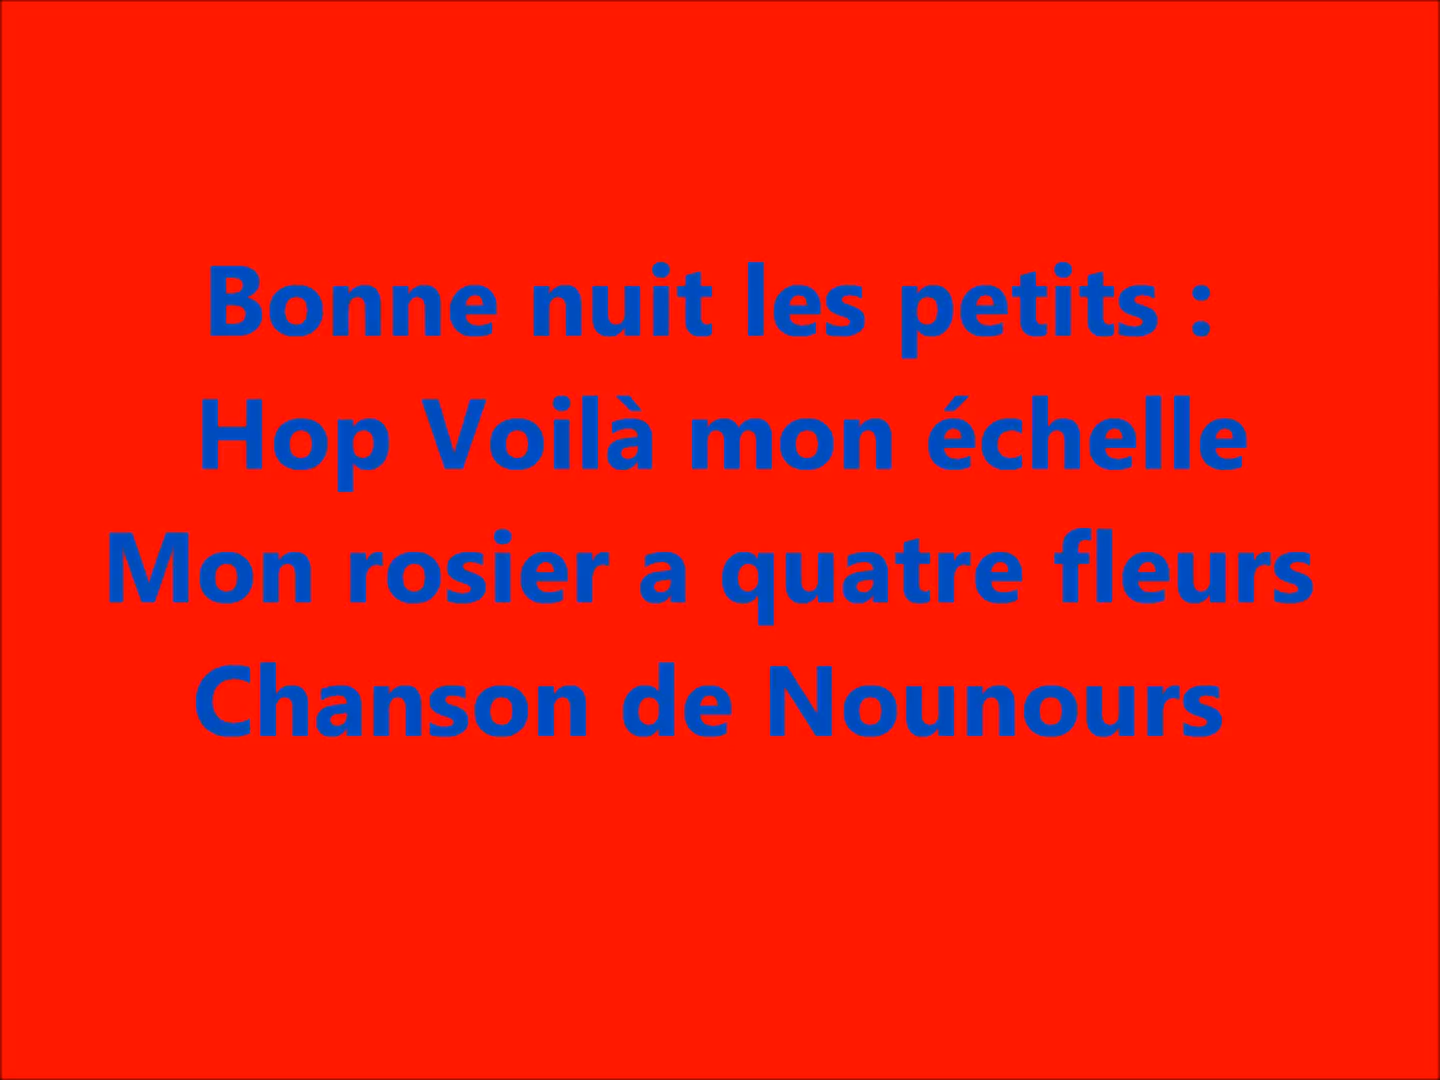 Bonne nuit les petits :
Hop Voilà mon échelle
Mon rosier a quatre fleurs
Chanson de Nounours